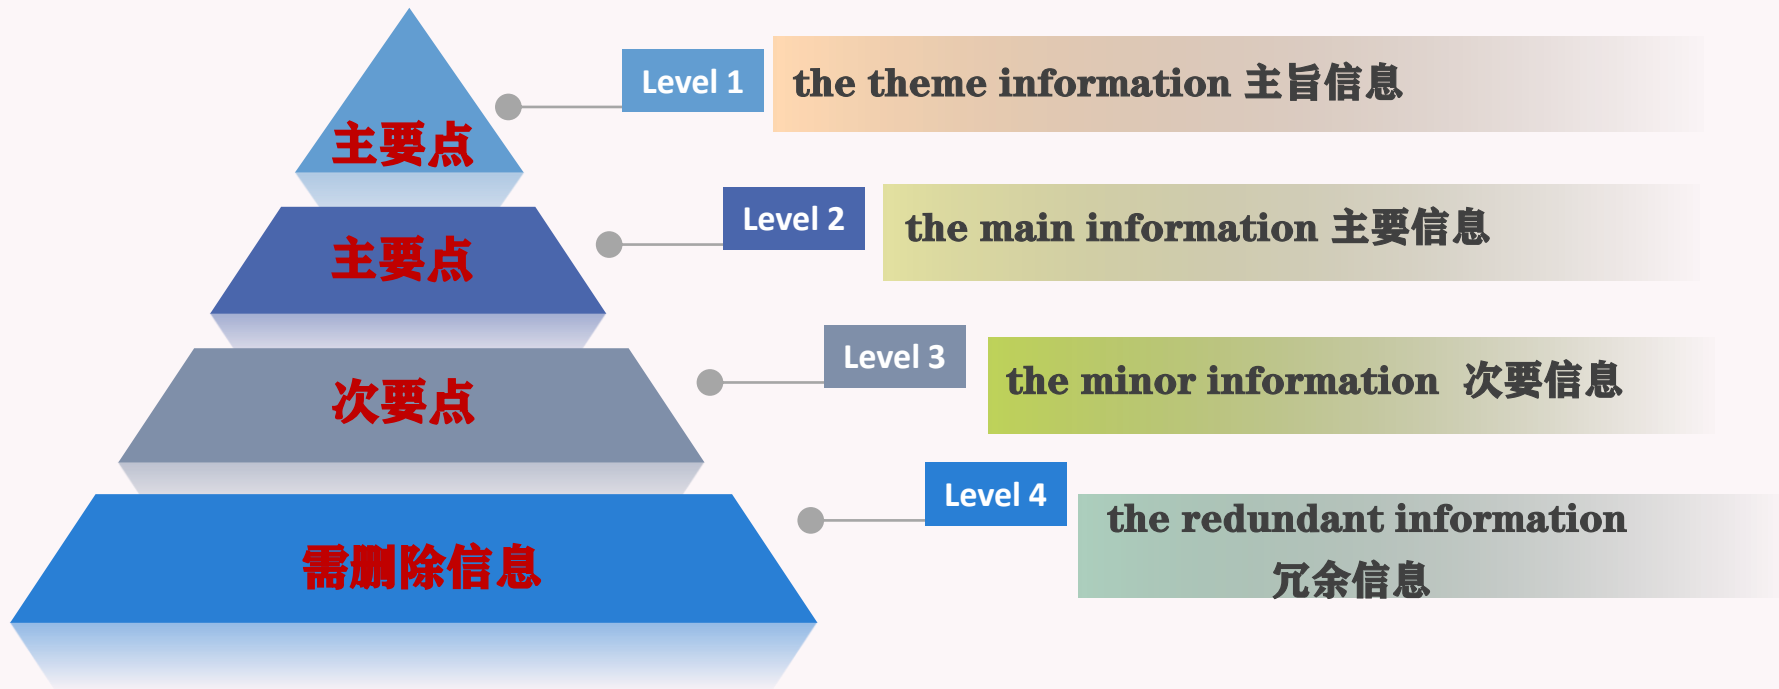 主要点
Level 1
the theme information 主旨信息
主要点
Level 2
the main information 主要信息
次要点
Level 3
the minor information 次要信息
需删除信息
Level 4
the redundant information
冗余信息